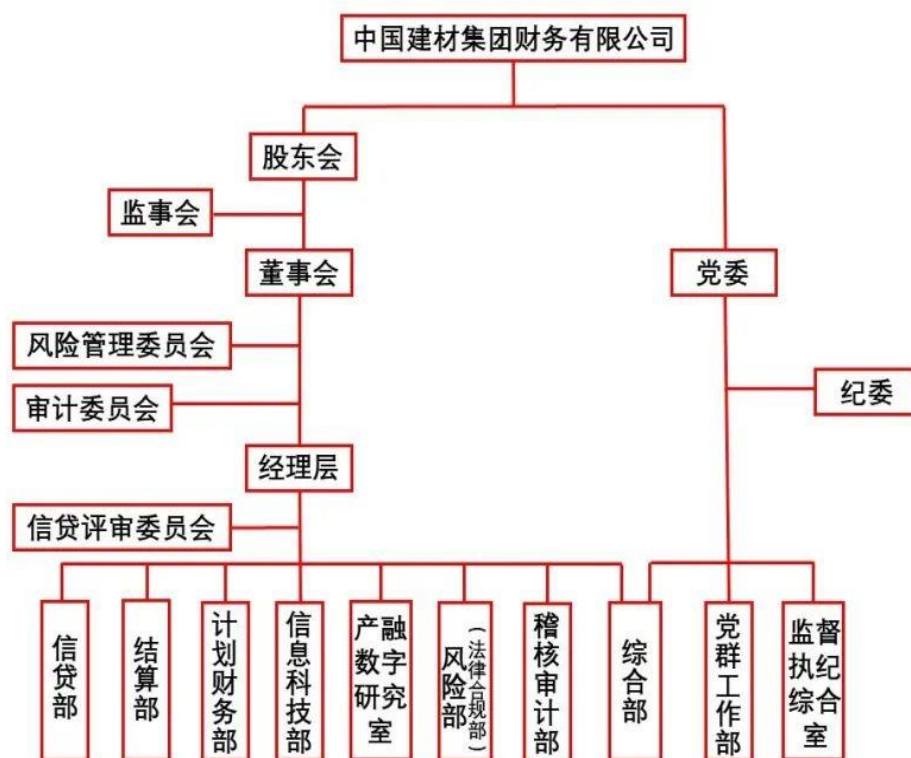 中国建材集团财务有限公司
股东会
监事会
董事会
党委
风险管理委员会
审计委员会
纪委
经理层
信贷评审委员会
信贷部
结算部
计划财务部
信息科技部
产融
数字
研究
室
风险部
(法律合规部)
稽核审计部
综合部
党群工作部
监督
执纪
综合
室